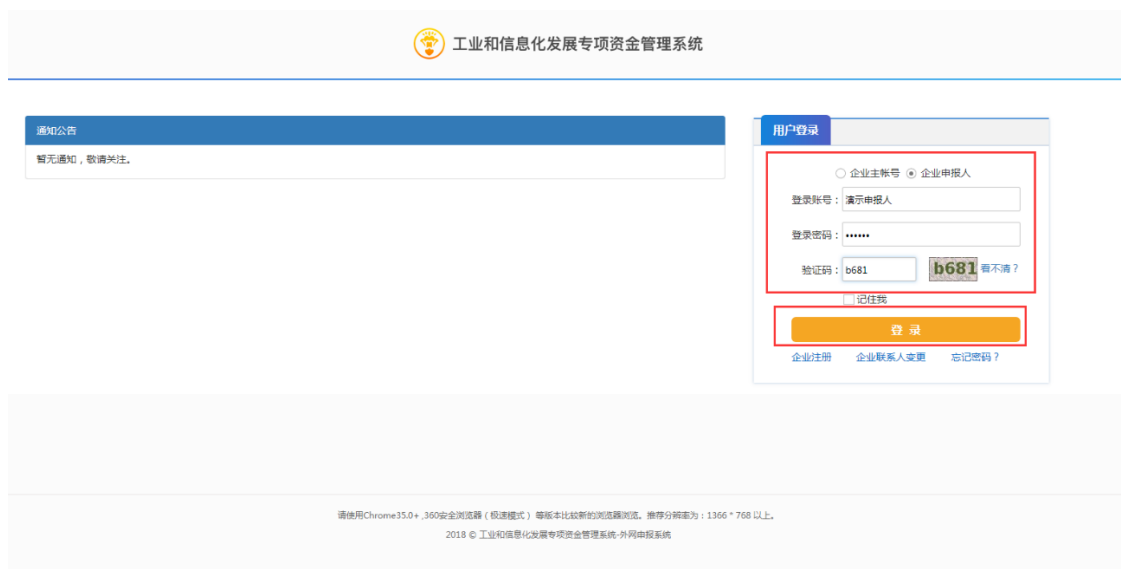 工业和信息化发展专项资金管理系统
通知公告
暂无通知，敬请关注。
用户登录
企业主帐号 企业申报人
登录账号：演示申报人
登录密码：••••••
验证码：b681 b681 看不清？
记住我
登 录
企业注册 企业联系人变更 忘记密码？
请使用Chrome35.0+ ,360安全浏览器（极速模式）等版本比较新的浏览器浏览。推荐分辨率为：1366 * 768 以上。
2018 © 工业和信息化发展专项资金管理系统-外网申报系统